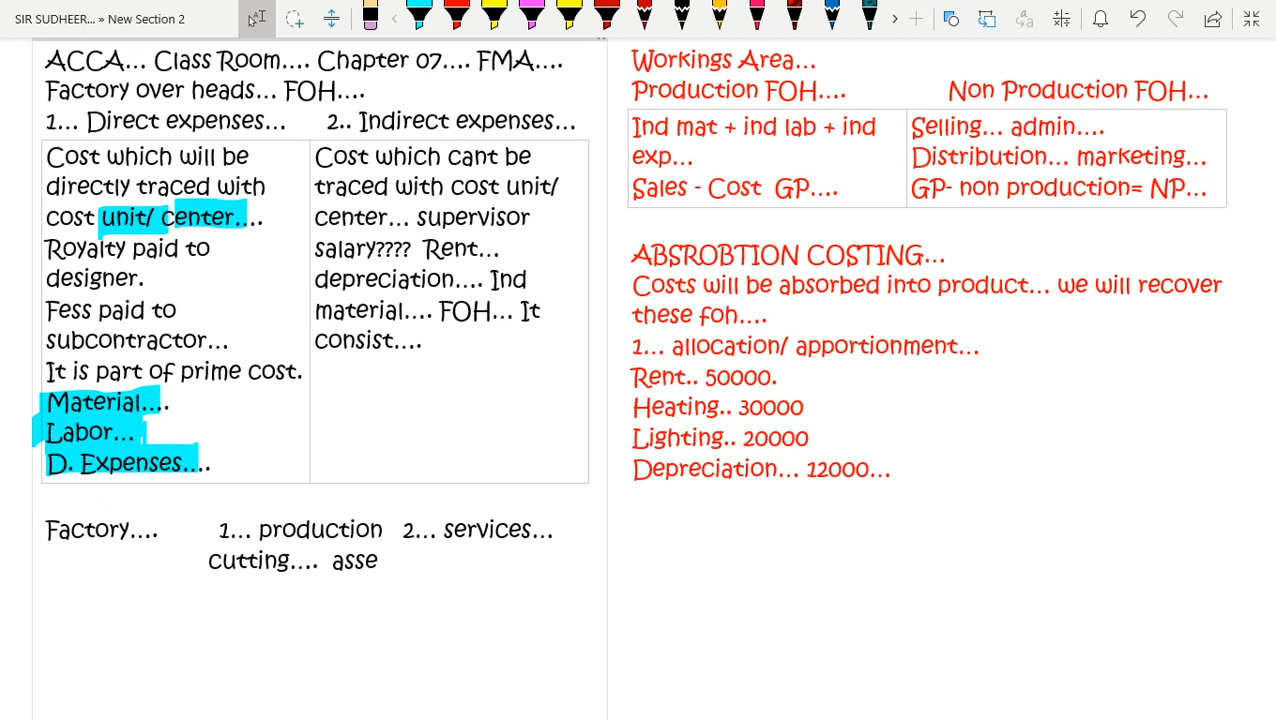 SIR SUDHEER... » New Section 2
ACCA... Class Room.... Chapter 07.... FMA....
Factory over heads... FOH....
1... Direct expenses... 2.. Indirect expenses...
Cost which will be
directly traced with
cost unit/ center....
Royalty paid to
designer.
Fess paid to
subcontractor...
It is part of prime cost.
Material....
Labor...
D. Expenses....
Cost which cant be
traced with cost unit/
center... supervisor
salary???? Rent...
depreciation.... Ind
material.... FOH... It
consist....
Factory.... 1... production 2... services...
cutting.... asse
Workings Area...
Production FOH.... Non Production FOH...
Ind mat + ind lab + ind
exp...
Sales - Cost GP....
Selling... admin....
Distribution... marketing...
GP- non production= NP...
ABSROBTION COSTING...
Costs will be absorbed into product... we will recover
these foh....
1... allocation/ apportionment...
Rent.. 50000.
Heating.. 30000
Lighting.. 20000
Depreciation... 12000...